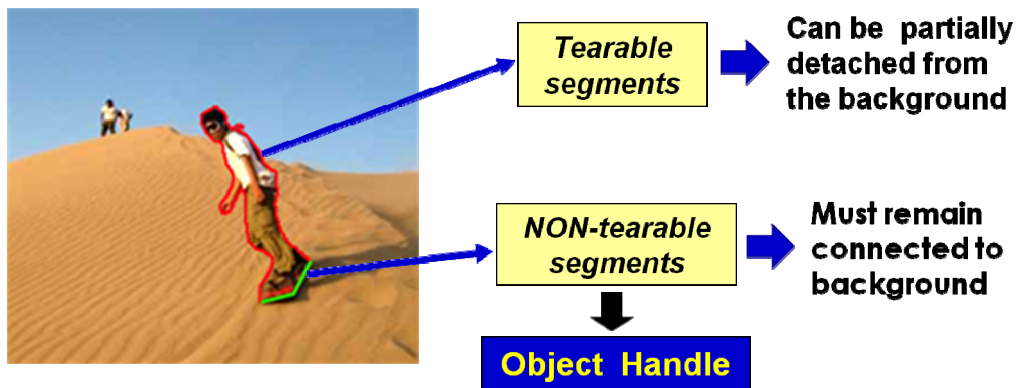 Tearable
segments
Can be partially
detached from
the background
NON-tearable
segments
Must remain
connected to
background
Object Handle